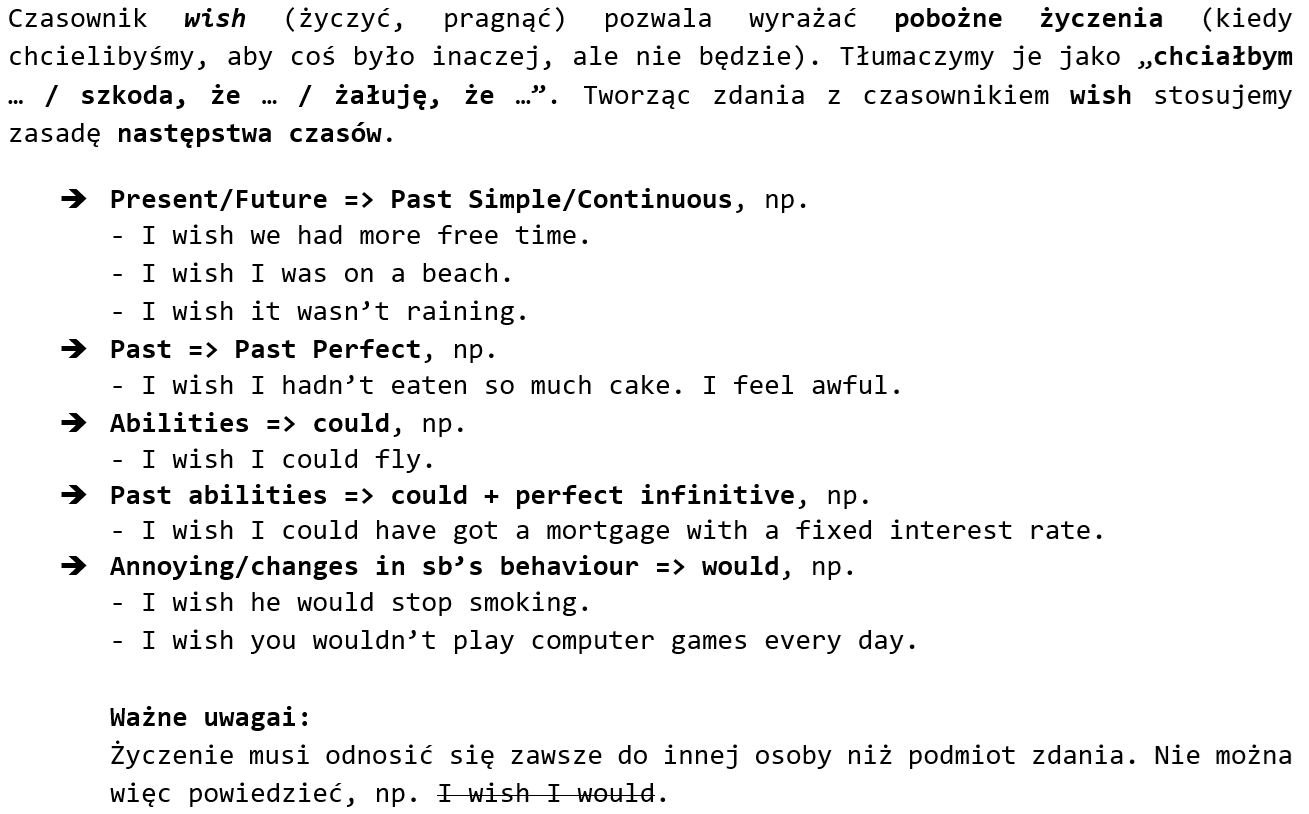 Czasownik wish (życzyć, pragnąć) pozwala wyrażać pobożne życzenia (kiedy
chcielibyśmy, aby coś było inaczej, ale nie będzie). Tłumaczymy je jako „chciałbym
… / szkoda, że … / żałuję, że …”. Tworząc zdania z czasownikiem wish stosujemy
zasadę następstwa czasów.
➔ Present/Future => Past Simple/Continuous, np.
- I wish we had more free time.
- I wish I was on a beach.
- I wish it wasn’t raining.
➔ Past => Past Perfect, np.
- I wish I hadn’t eaten so much cake. I feel awful.
➔ Abilities => could, np.
- I wish I could fly.
➔ Past abilities => could + perfect infinitive, np.
- I wish I could have got a mortgage with a fixed interest rate.
➔ Annoying/changes in sb’s behaviour => would, np.
- I wish he would stop smoking.
- I wish you wouldn’t play computer games every day.
Ważne uwagai:
Życzenie musi odnosić się zawsze do innej osoby niż podmiot zdania. Nie można
więc powiedzieć, np. I wish I would.